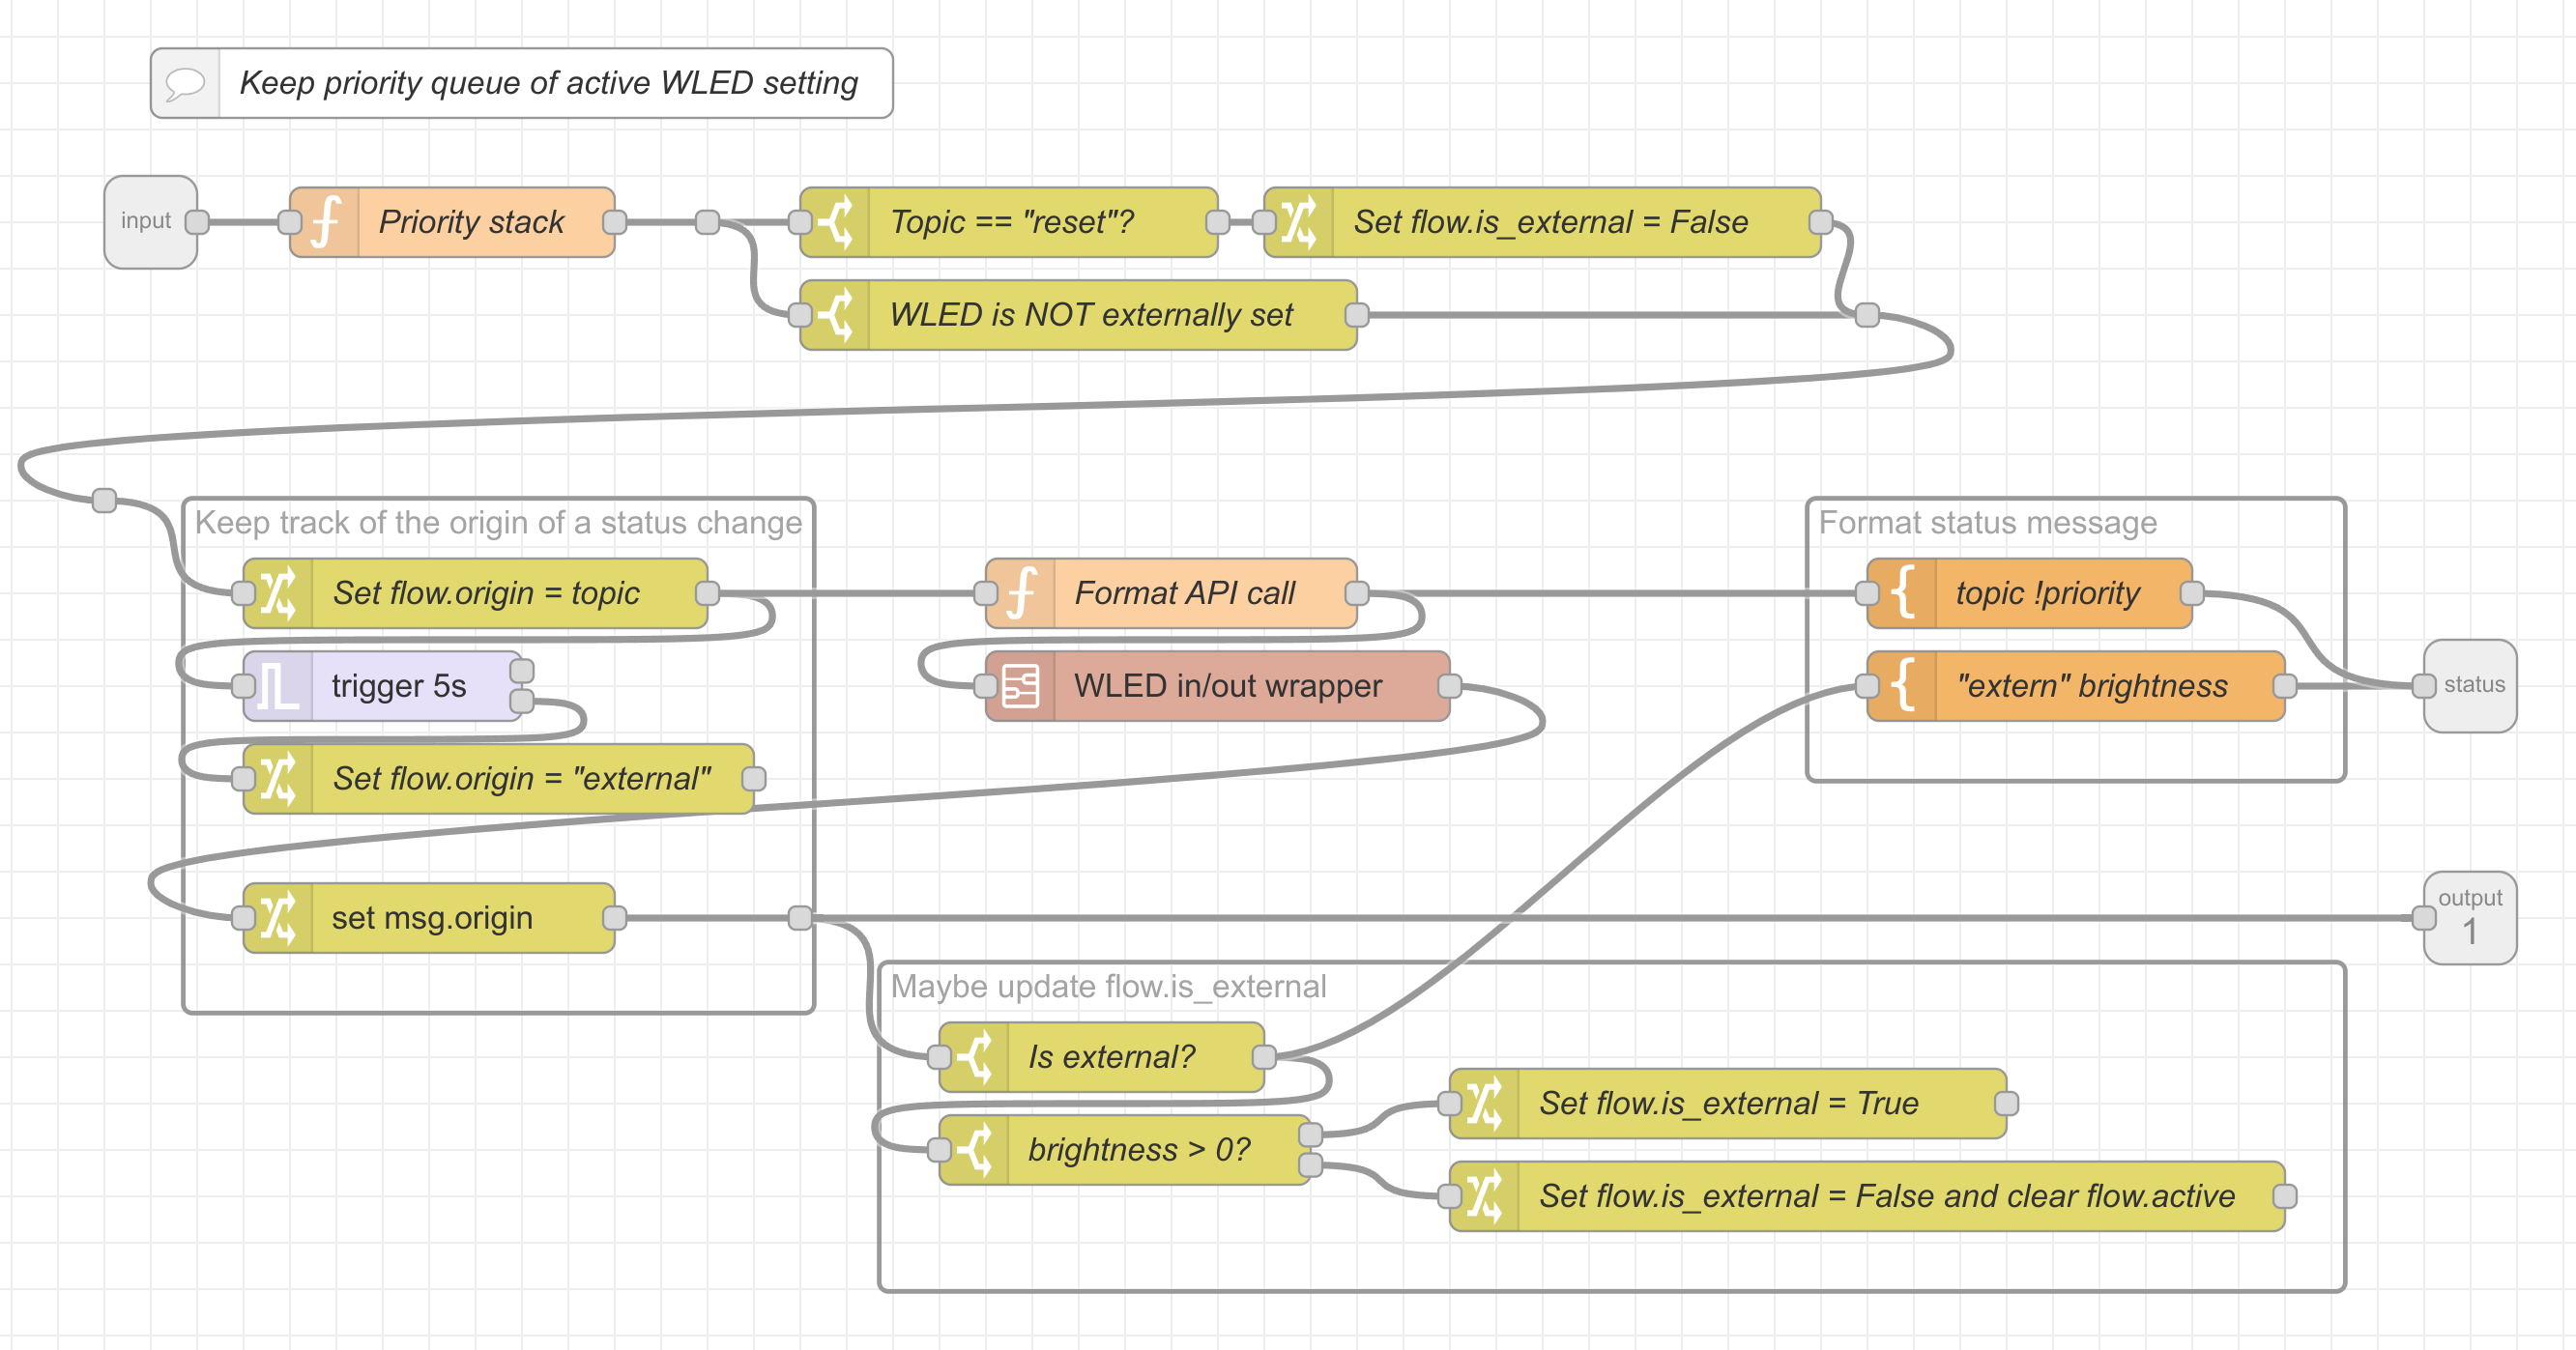 Keep priority queue of active WLED setting
input
Priority stack
Topic == "reset"?
Set flow.is_external = False
WLED is NOT externally set
Keep track of the origin of a status change
Set flow.origin = topic
trigger 5s
Set flow.origin = "external"
set msg.origin
Format API call
WLED in/out wrapper
Format status message
topic !priority
"extern" brightness
status
output
1
Maybe update flow.is_external
Is external?
brightness > 0?
Set flow.is_external = True
Set flow.is_external = False and clear flow.active